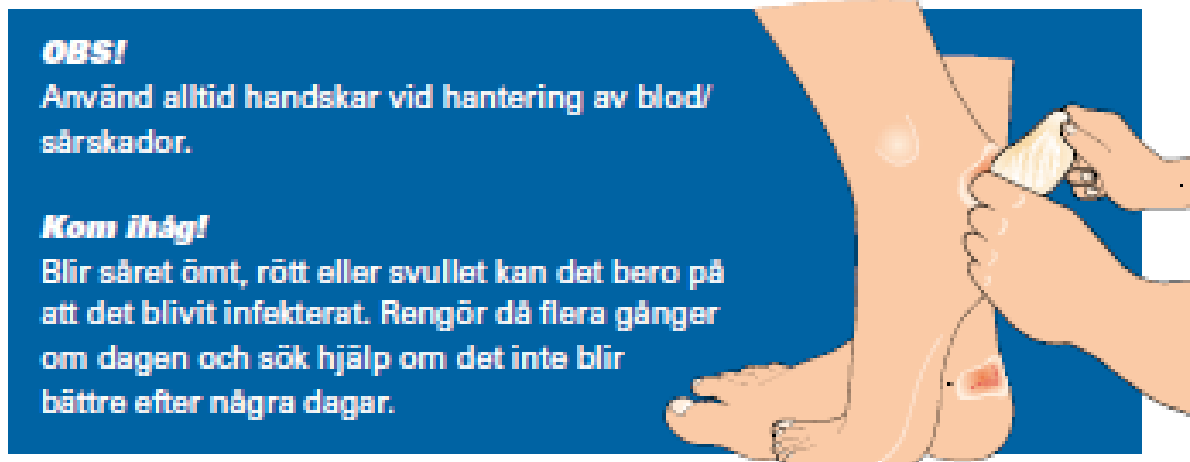 OBS!
Använd alltid handskar vid hantering av blod/
sårskador.
Kom ihåg!
Blir såret ömt, rött eller svullet kan det bero på
att det blivit infekterat. Rengör då flera gånger
om dagen och sök hjälp om det inte blir
bättre efter några dagar.